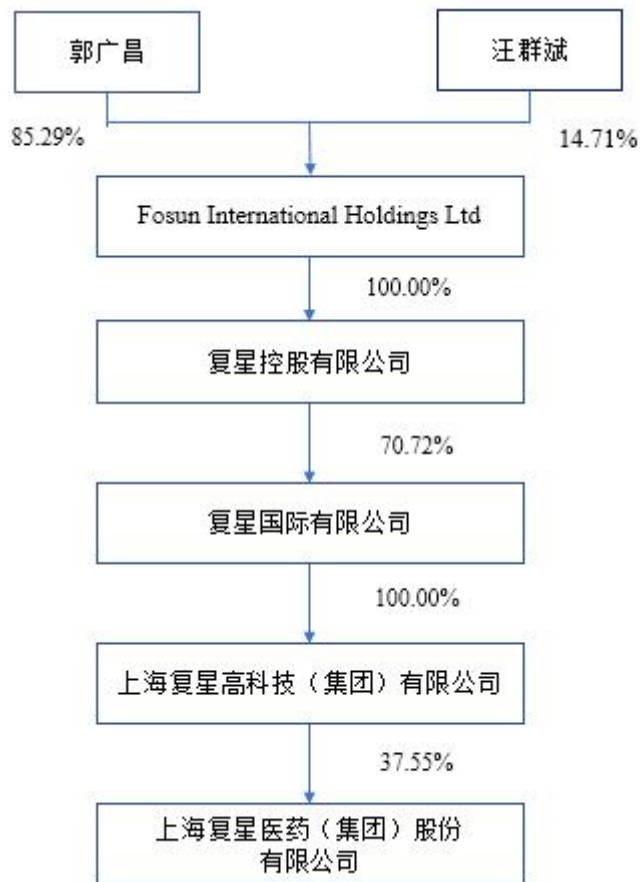 郭广昌
汪群斌
85.29%
14.71%
Fosun International Holdings Ltd
100.00%
复星控股有限公司
70.72%
复星国际有限公司
100.00%
上海复星高科技（集团）有限公司
37.55%
上海复星医药（集团）股份
有限公司